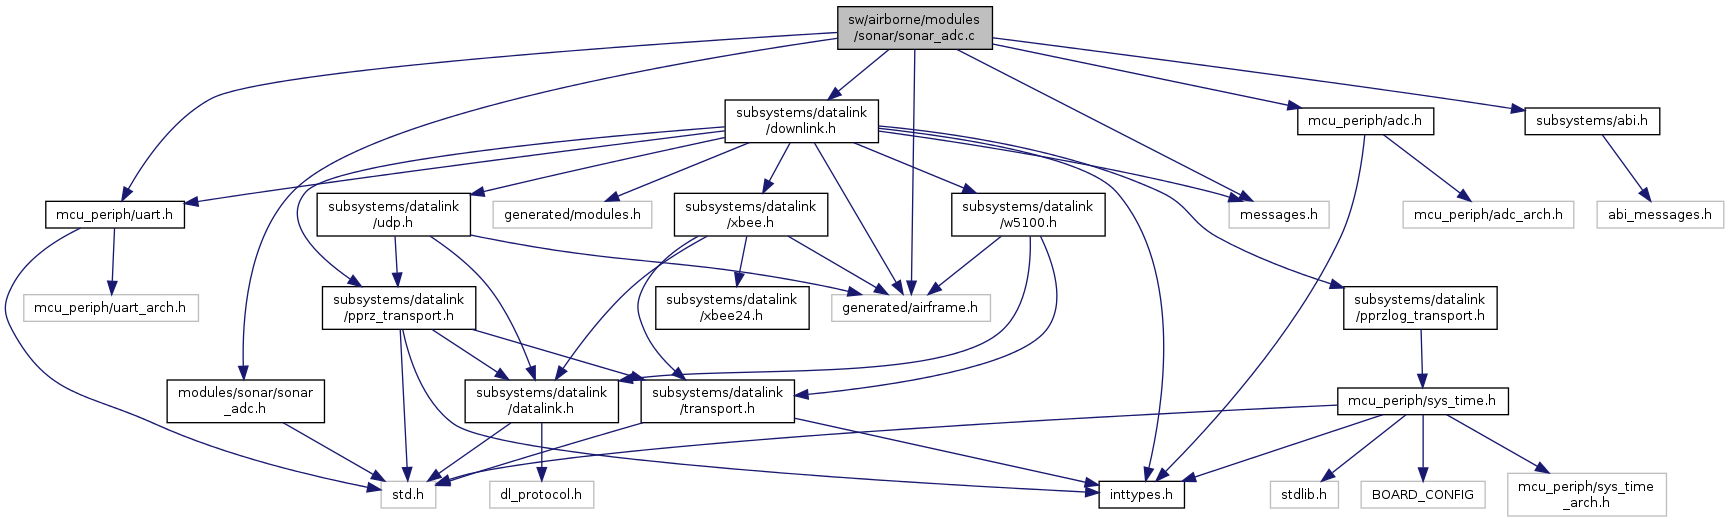 sw/airborne/modules
/sonar/sonar_adc.c
subsystems/datalink
/downlink.h
mcu_periph/adc.h
subsystems/abi.h
mcu_periph/uart.h
subsystems/datalink
/udp.h
generated/modules.h
subsystems/datalink
/xbee.h
subsystems/datalink
/w5100.h
messages.h
mcu_periph/adc_arch.h
abi_messages.h
mcu_periph/uart_arch.h
subsystems/datalink
/pprz_transport.h
subsystems/datalink
/xbee24.h
generated/airframe.h
subsystems/datalink
/pprzlog_transport.h
modules/sonar/sonar
_adc.h
subsystems/datalink
/datalink.h
subsystems/datalink
/transport.h
mcu_periph/sys_time.h
std.h
dl_protocol.h
inttypes.h
stdlib.h
BOARD_CONFIG
mcu_periph/sys_time
_arch.h